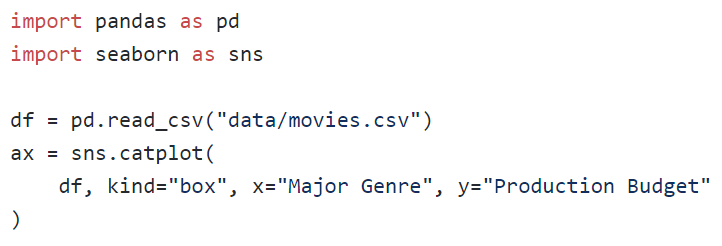 import pandas as pd
import seaborn as sns

df = pd.read_csv("data/movies.csv")
ax = sns.catplot(
    df, kind="box", x="Major Genre", y="Production Budget"
)